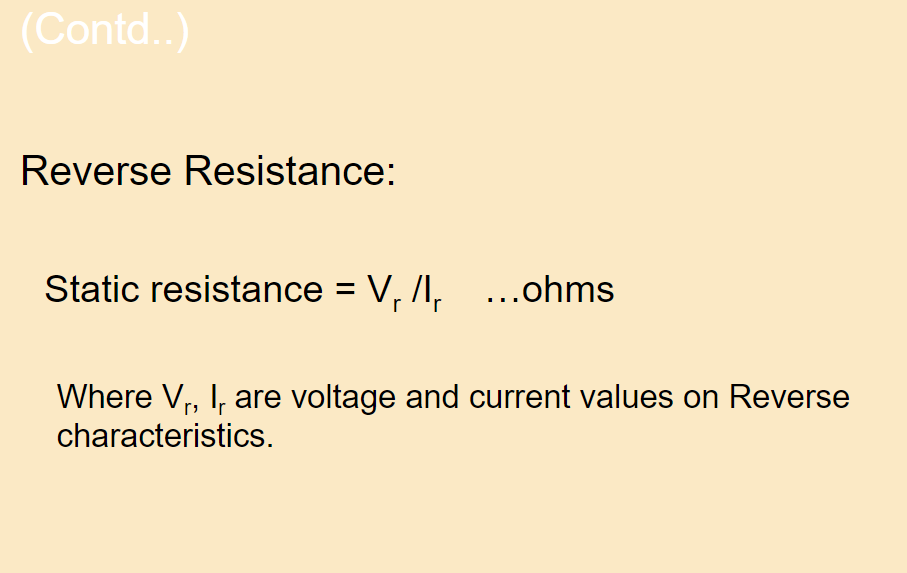 (Contd..)
Reverse Resistance:
Static resistance = Vr /Ir ...ohms
Where Vr, Ir are voltage and current values on Reverse
characteristics.